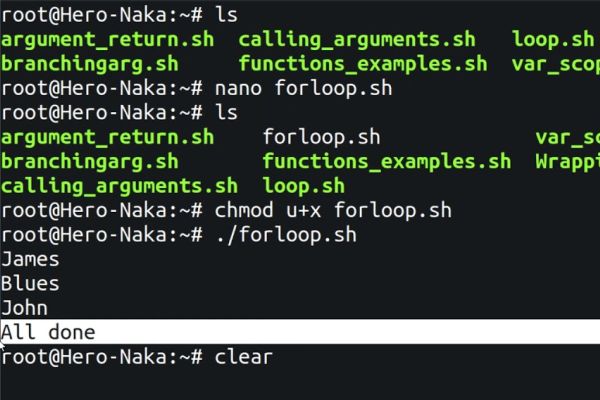 root@Hero-Naka:~# ls
argument_return.sh calling_arguments.sh loop.sh
branchingarg.sh functions_examples.sh var_scop
root@Hero-Naka:~# nano forloop.sh
root@Hero-Naka:~# ls
argument_return.sh forloop.sh var_sc
branchingarg.sh functions_examples.sh Wrappi
calling_arguments.sh loop.sh
root@Hero-Naka:~# chmod u+x forloop.sh
root@Hero-Naka:~# ./forloop.sh
James
Blues
John
All done
root@Hero-Naka:~# clear